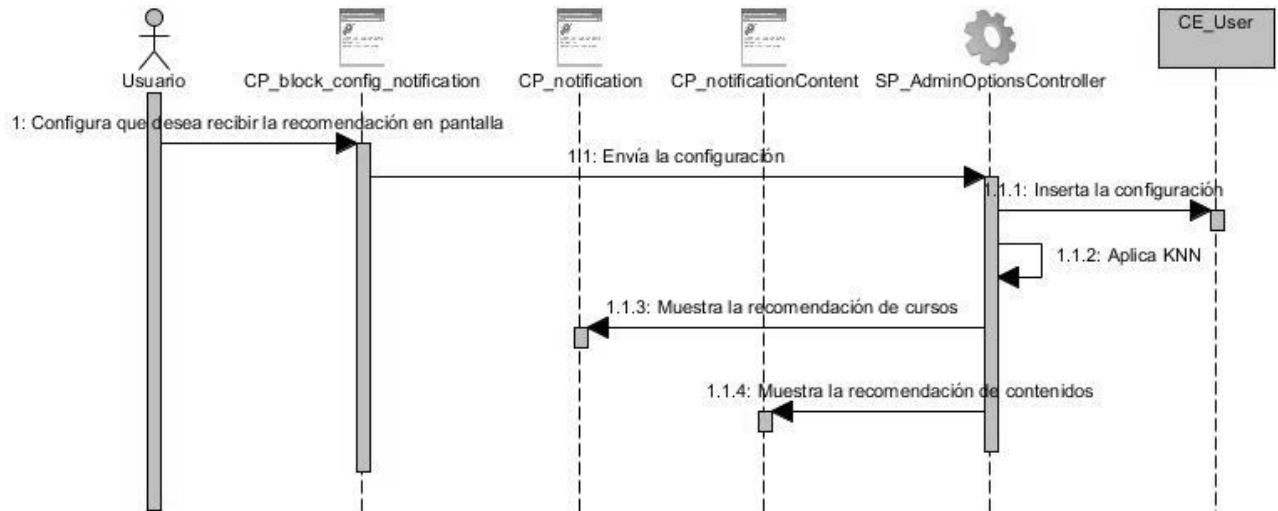 Usuario
CP_block_config_notification
CP_notification
CP_notificationContent
SP_AdminOptionsController
CE_User
1: Configura que desea recibir la recomendación en pantalla
1.1: Envía la configuración
1.1.1: Inserta la configuración
1.1.2: Aplica KNN
1.1.3: Muestra la recomendación de cursos
1.1.4: Muestra la recomendación de contenidos